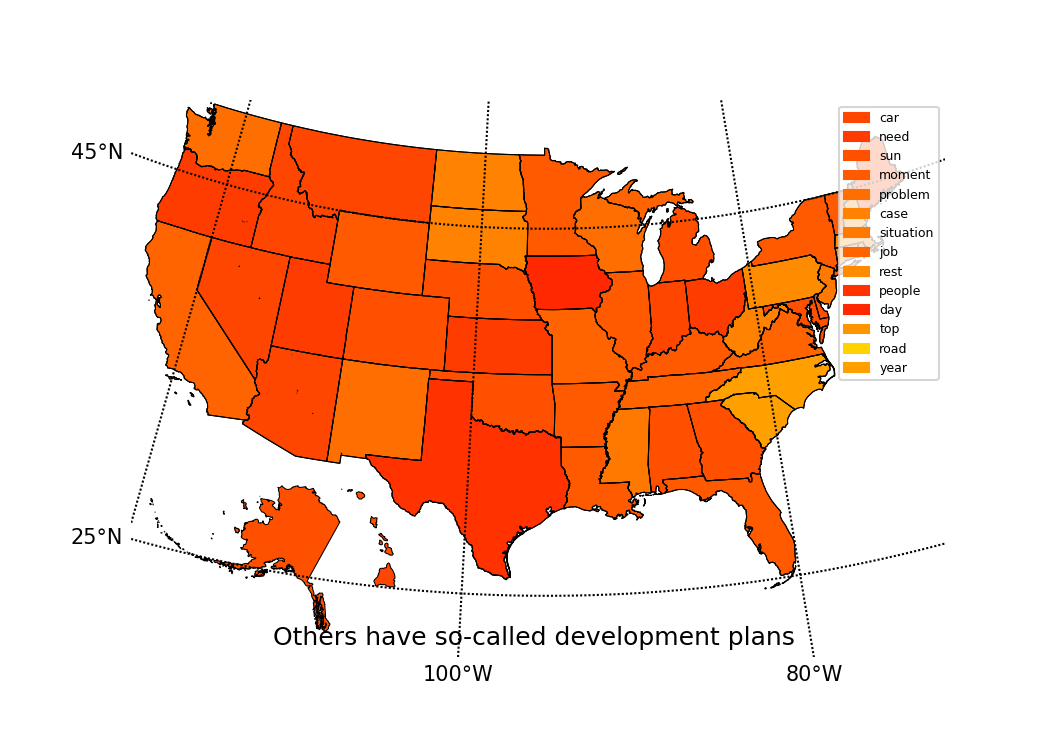 45°N
car
need
sun
moment
problem
case
situation
job
rest
people
day
top
road
year
25°N
Others have so-called development plans
100°W
80°W